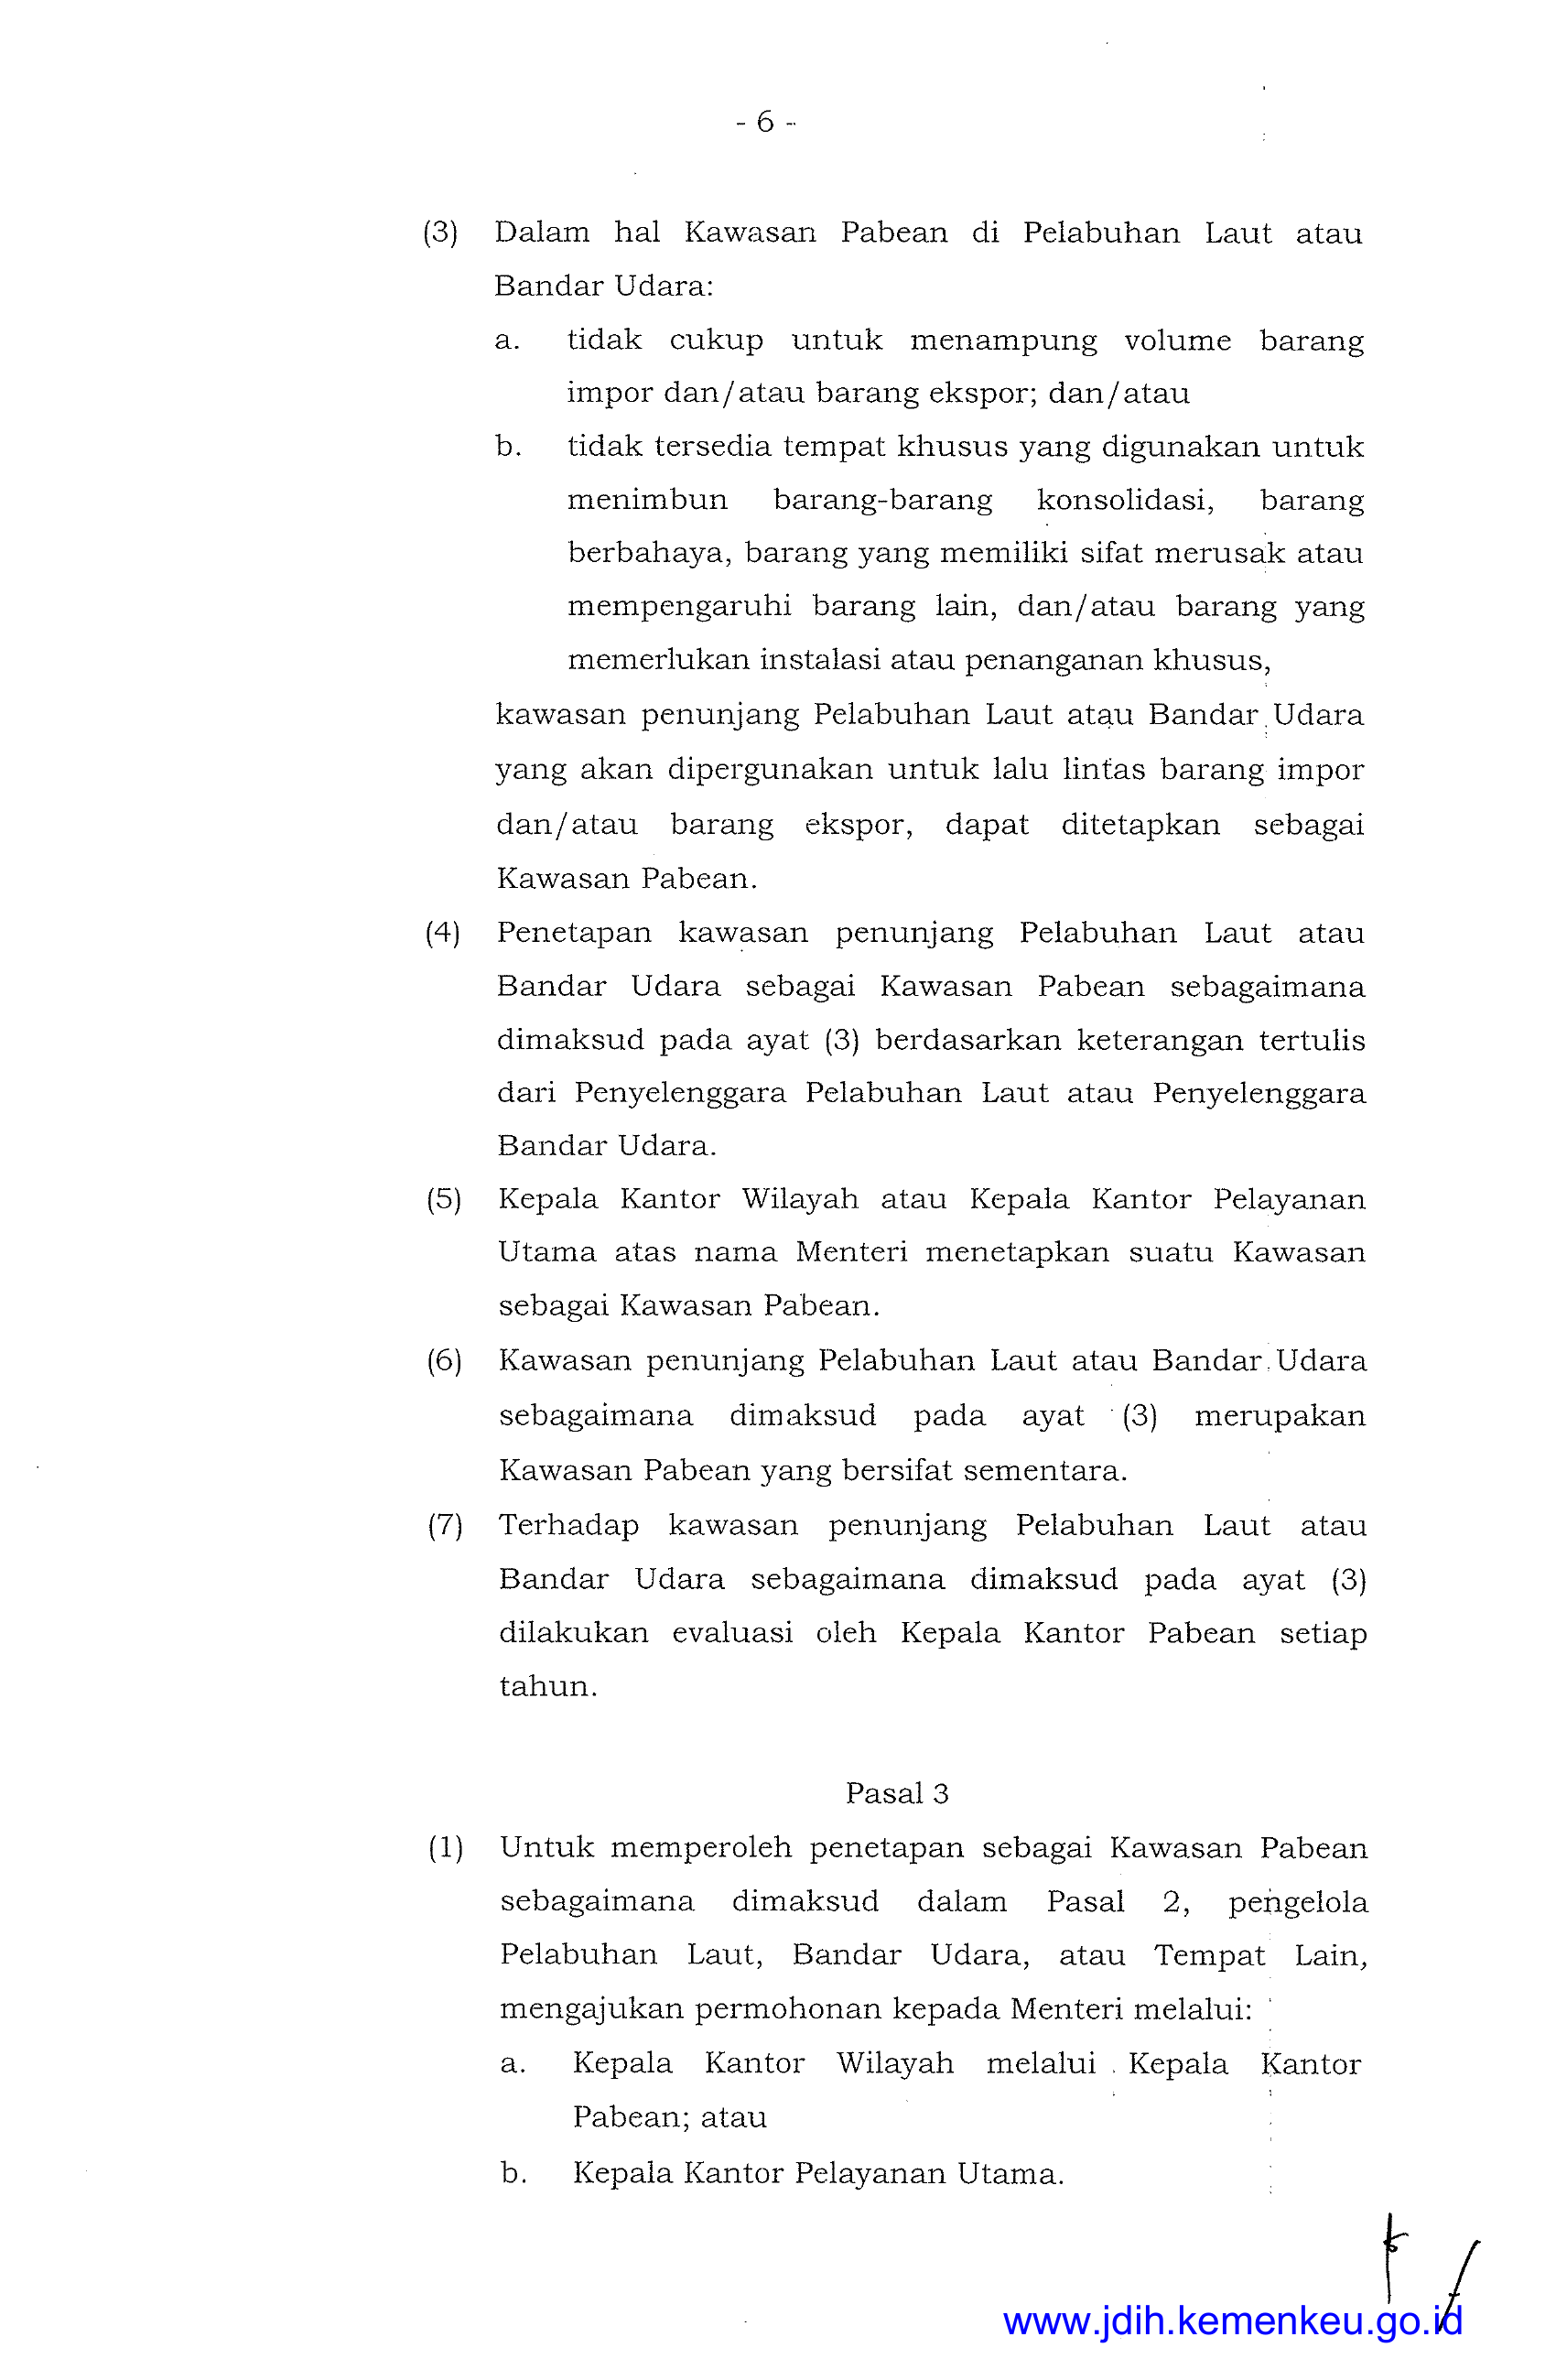 - 6 -
(3) Dalam hal Kawasan Pabean di Pelabuhan Laut atau
Bandar Udara:
a. tidak cukup untuk menampung volume barang
impor dan/atau barang ekspor; dan/atau
b. tidak tersedia tempat khusus yang digunakan untuk
menimbun barang-barang konsolidasi, barang
berbahaya, barang yang memiliki sifat merusak atau
mempengaruhi barang lain, dan/atau barang yang
memerlukan instalasi atau penanganan khusus,
kawasan penunjang Pelabuhan Laut atau Bandar Udara
yang akan dipergunakan untuk lalu lintas barang impor
dan/atau barang ekspor, dapat ditetapkan sebagai
Kawasan Pabean.
(4) Penetapan kawasan penunjang Pelabuhan Laut atau
Bandar Udara sebagai Kawasan Pabean sebagaimana
dimaksud pada ayat (3) berdasarkan keterangan tertulis
dari Penyelenggara Pelabuhan Laut atau Penyelenggara
Bandar Udara.
(5) Kepala Kantor Wilayah atau Kepala Kantor Pelayanan
Utama atas nama Menteri menetapkan suatu Kawasan
sebagai Kawasan Pabean.
(6) Kawasan penunjang Pelabuhan Laut atau Bandar Udara
sebagaimana dimaksud pada ayat (3) merupakan
Kawasan Pabean yang bersifat sementara.
(7) Terhadap kawasan penunjang Pelabuhan Laut atau
Bandar Udara sebagaimana dimaksud pada ayat (3)
dilakukan evaluasi oleh Kepala Kantor Pabean setiap
tahun.
Pasal 3
(1) Untuk memperoleh penetapan sebagai Kawasan Pabean
sebagaimana dimaksud dalam Pasal 2, pengelola
Pelabuhan Laut, Bandar Udara, atau Tempat Lain,
mengajukan permohonan kepada Menteri melalui:
a. Kepala Kantor Wilayah melalui Kepala Kantor
Pabean; atau
b. Kepala Kantor Pelayanan Utama.
www.jdih.kemenkeu.go.id